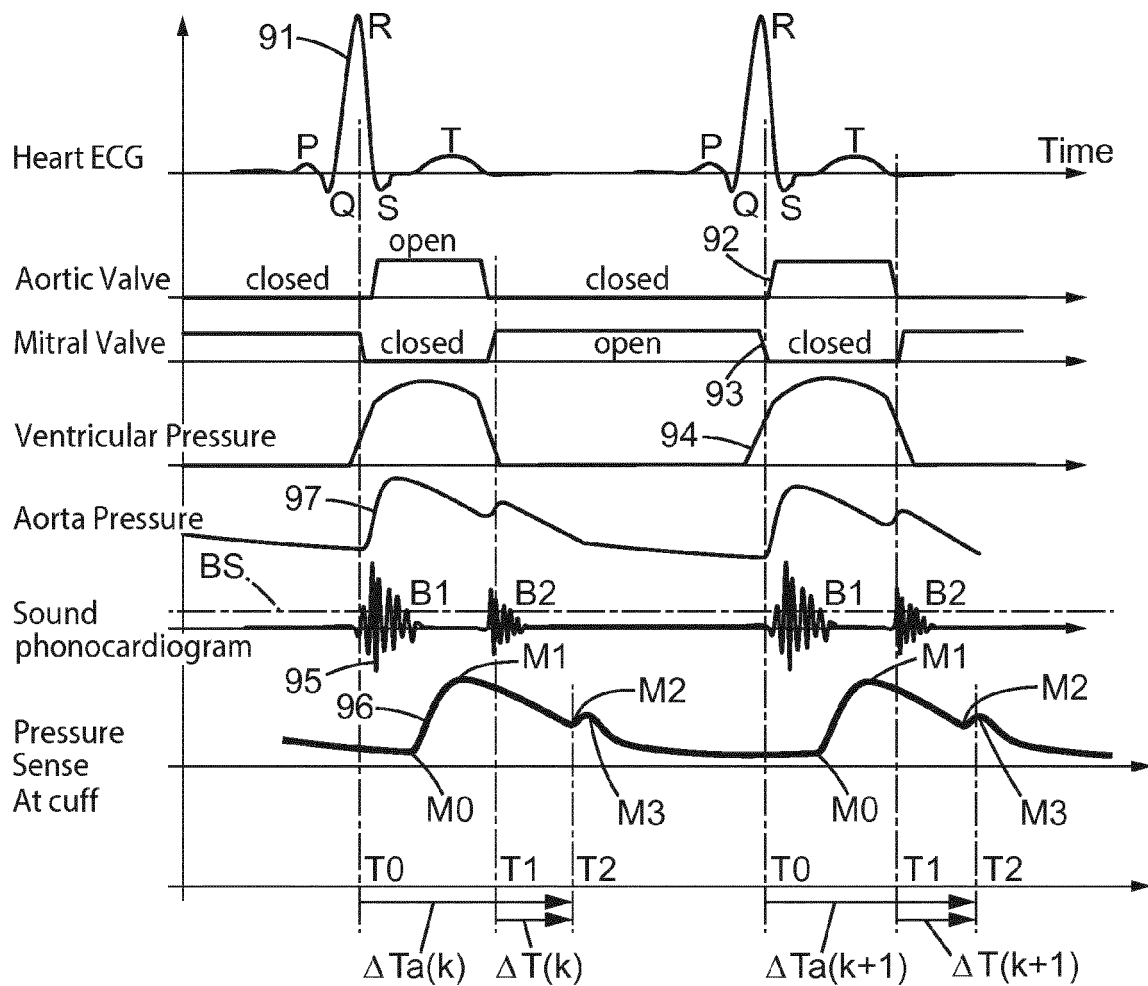 R R
91
P T P T Time
Heart ECG
Q S Q S
open 92
Aortic Valve closed closed
Mitral Valve closed open closed
93
Ventricular Pressure 94
97
Aorta Pressure
BS
B1 B2 B1 B2
Sound
phonocardiogram
95 M1 M1
96 M2 M2
Pressure
Sense
At cuff M0 M3 M0 M3
T0 T1 T2 T0 T1 T2
ΔTa(k) ΔT(k) ΔTa(k+1) ΔT(k+1)